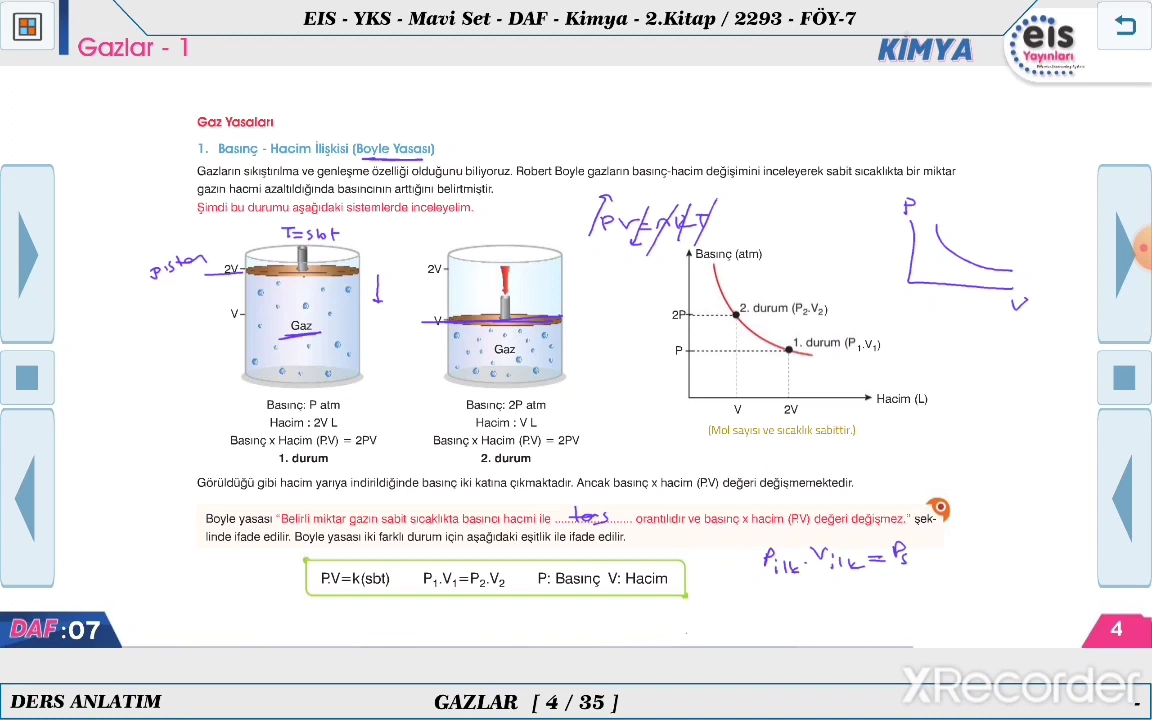 EIS - YKS - Mavi Set - DAF - Kimya - 2.Kitap / 2293 - FÖY-7
Gazlar - 1
KİMYA
eis
Yayınları
Gaz Yasaları
1. Basınç - Hacim İlişkisi (Boyle Yasası)
Gazların sıkıştırılma ve genleşme özelliği olduğunu biliyoruz. Robert Boyle gazların basınç-hacim değişimini inceleyerek sabit sıcaklıkta bir miktar
gazın hacmi azaltıldığında basıncının arttığını belirtmiştir.
Şimdi bu durumu aşağıdaki sistemlerde inceleyelim.
T=sbt
piston
2V
V
Gaz
Basınç: P atm
Hacim : 2V L
Basınç x Hacim (P.V) = 2PV
1. durum
2V
V
Gaz
Basınç: 2P atm
Hacim : V L
Basınç x Hacim (P.V) = 2PV
2. durum
PV=nRT
Basınç (atm)
2P
2. durum (P2.V2)
P
1. durum (P1.V1)
V
2V
Hacim (L)
(Mol sayısı ve sıcaklık sabittir.)
P
V
Görüldüğü gibi hacim yarıya indirildiğinde basınç iki katına çıkmaktadır. Ancak basınç x hacim (P.V) değeri değişmemektedir.
Boyle yasası “Belirli miktar gazın sabit sıcaklıkta basıncı hacmi ile ...ters... orantılıdır ve basınç x hacim (P.V) değeri değişmez.” şek-
linde ifade edilir. Boyle yasası iki farklı durum için aşağıdaki eşitlik ile ifade edilir.
Pilk.Vilk=Ps
P.V=k(sbt) P1.V1=P2.V2 P: Basınç V: Hacim
DAF:07
4
DERS ANLATIM
GAZLAR [ 4 / 35 ]
-
XRecorder